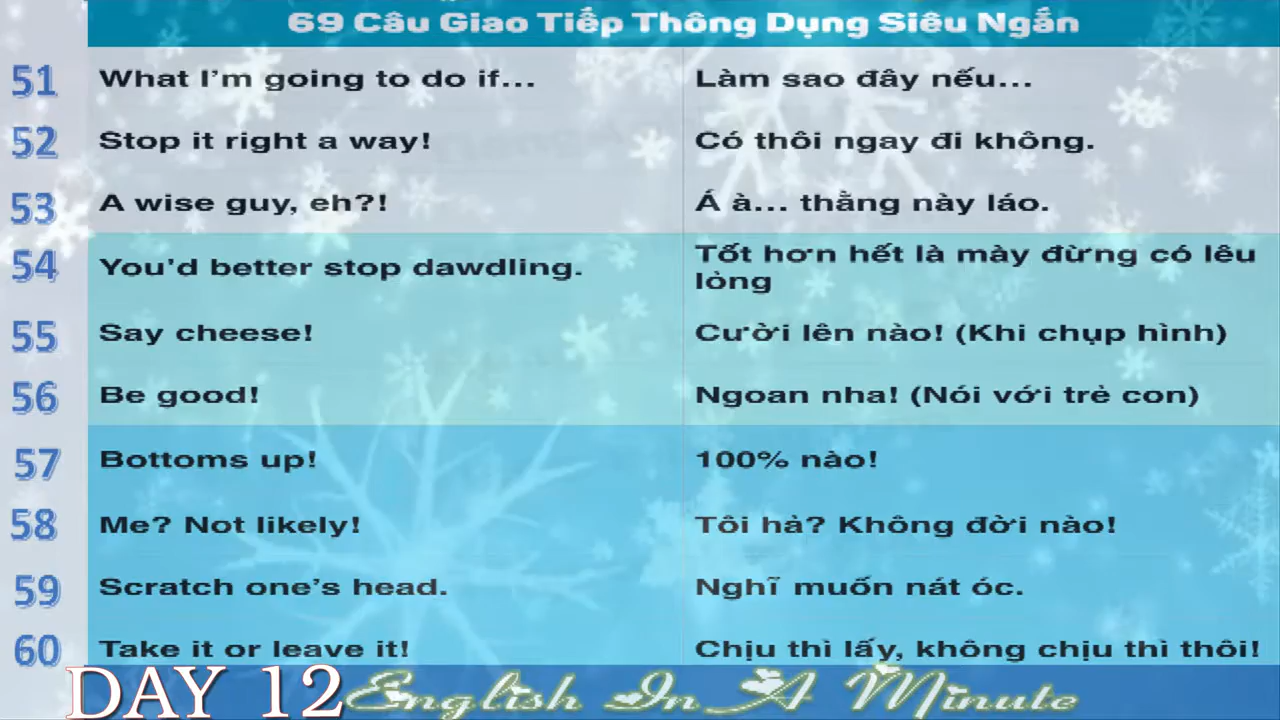 69 Câu Giao Tiếp Thông Dụng Siêu Ngắn
51 What I'm going to do if... Làm sao đây nếu...
52 Stop it right a way! Có thôi ngay đi không.
53 A wise guy, eh?! Á à... thằng này láo.
54 You'd better stop dawdling. Tốt hơn hết là mày đừng có lêu
lòng
55 Say cheese! Cười lên nào! (Khi chụp hình)
56 Be good! Ngoan nha! (Nói với trẻ con)
57 Bottoms up! 100% nào!
58 Me? Not likely! Tôi hả? Không đời nào!
59 Scratch one's head. Nghĩ muốn nát óc.
60 Take it or leave it! Chịu thì lấy, không chịu thì thôi!
DAY 12 English In A Minute